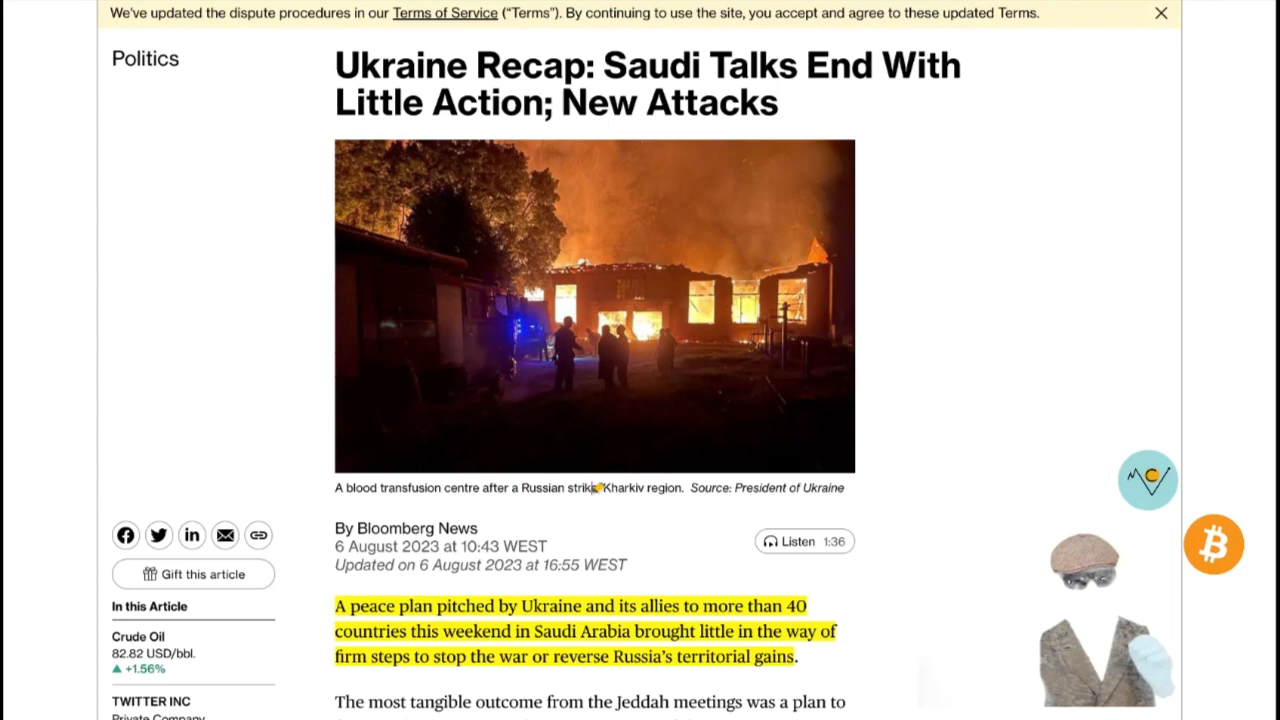 We've updated the dispute procedures in our Terms of Service ("Terms"). By continuing to use the site, you accept and agree to these updated Terms.
Politics
Ukraine Recap: Saudi Talks End With
Little Action; New Attacks
A blood transfusion centre after a Russian strike Kharkiv region. Source: President of Ukraine
By Bloomberg News
6 August 2023 at 10:43 WEST
Updated on 6 August 2023 at 16:55 WEST
Listen 1:36
Gift this article
In this Article
Crude Oil
82.82 USD/bbl.
▲ +1.56%
TWITTER INC
Private Company
A peace plan pitched by Ukraine and its allies to more than 40
countries this weekend in Saudi Arabia brought little in the way of
firm steps to stop the war or reverse Russia's territorial gains.
The most tangible outcome from the Jeddah meetings was a plan to